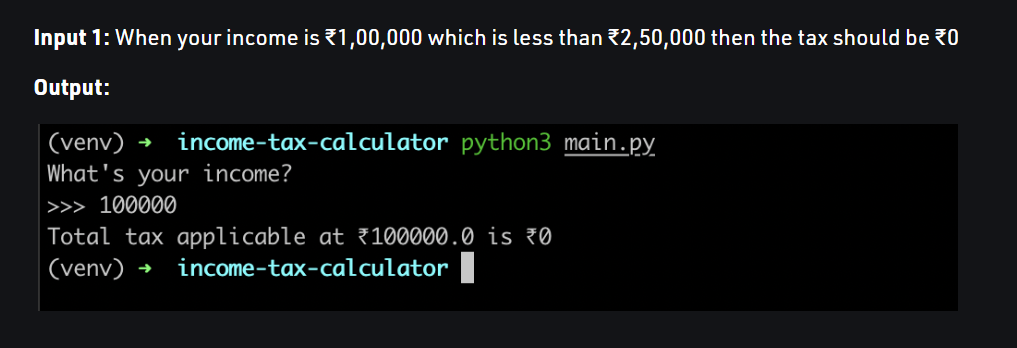 Input 1: When your income is ₹1,00,000 which is less than ₹2,50,000 then the tax should be ₹0
Output:
(venv) → income-tax-calculator python3 main.py
What's your income?
>>> 100000
Total tax applicable at ₹100000.0 is ₹0
(venv) → income-tax-calculator